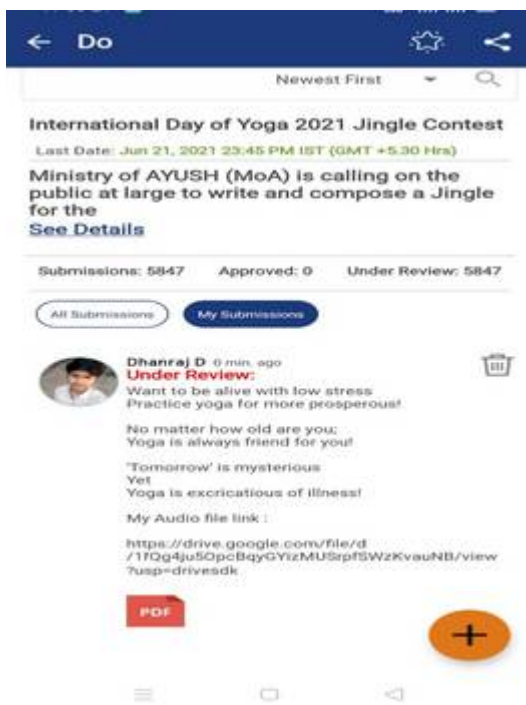 Do
Newest First
International Day of Yoga 2021 Jingle Contest
Last Date: Jun 21, 2021 23:45 PM IST (GMT +5.30 Hrs)
Ministry of AYUSH (MoA) is calling on the
public at large to write and compose a Jingle
for the
See Details
Submissions: 5847 Approved: 0 Under Review: 5847
All Submissions My Submissions
Dhanraj D 0 min. ago
Under Review:
Want to be alive with low stress
Practice yoga for more prosperous!
No matter how old are you;
Yoga is always friend for you!
'Tomorrow' is mysterious
Yet
Yoga is excricatious of illness!
My Audio file link :
https://drive.google.com/file/d
?usp=drivesdk
PDF